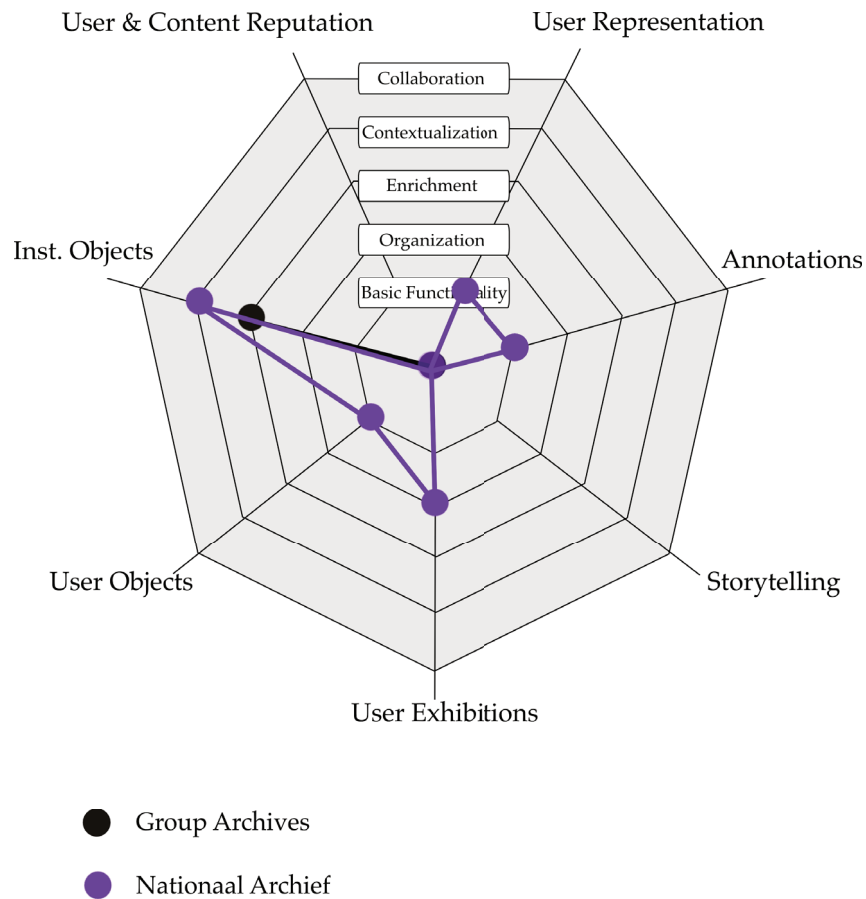 User & Content Reputation
User Representation
Collaboration
Contextualization
Enrichment
Organization
Basic Functionality
Inst. Objects
Annotations
User Objects
Storytelling
User Exhibitions
Group Archives
Nationaal Archief